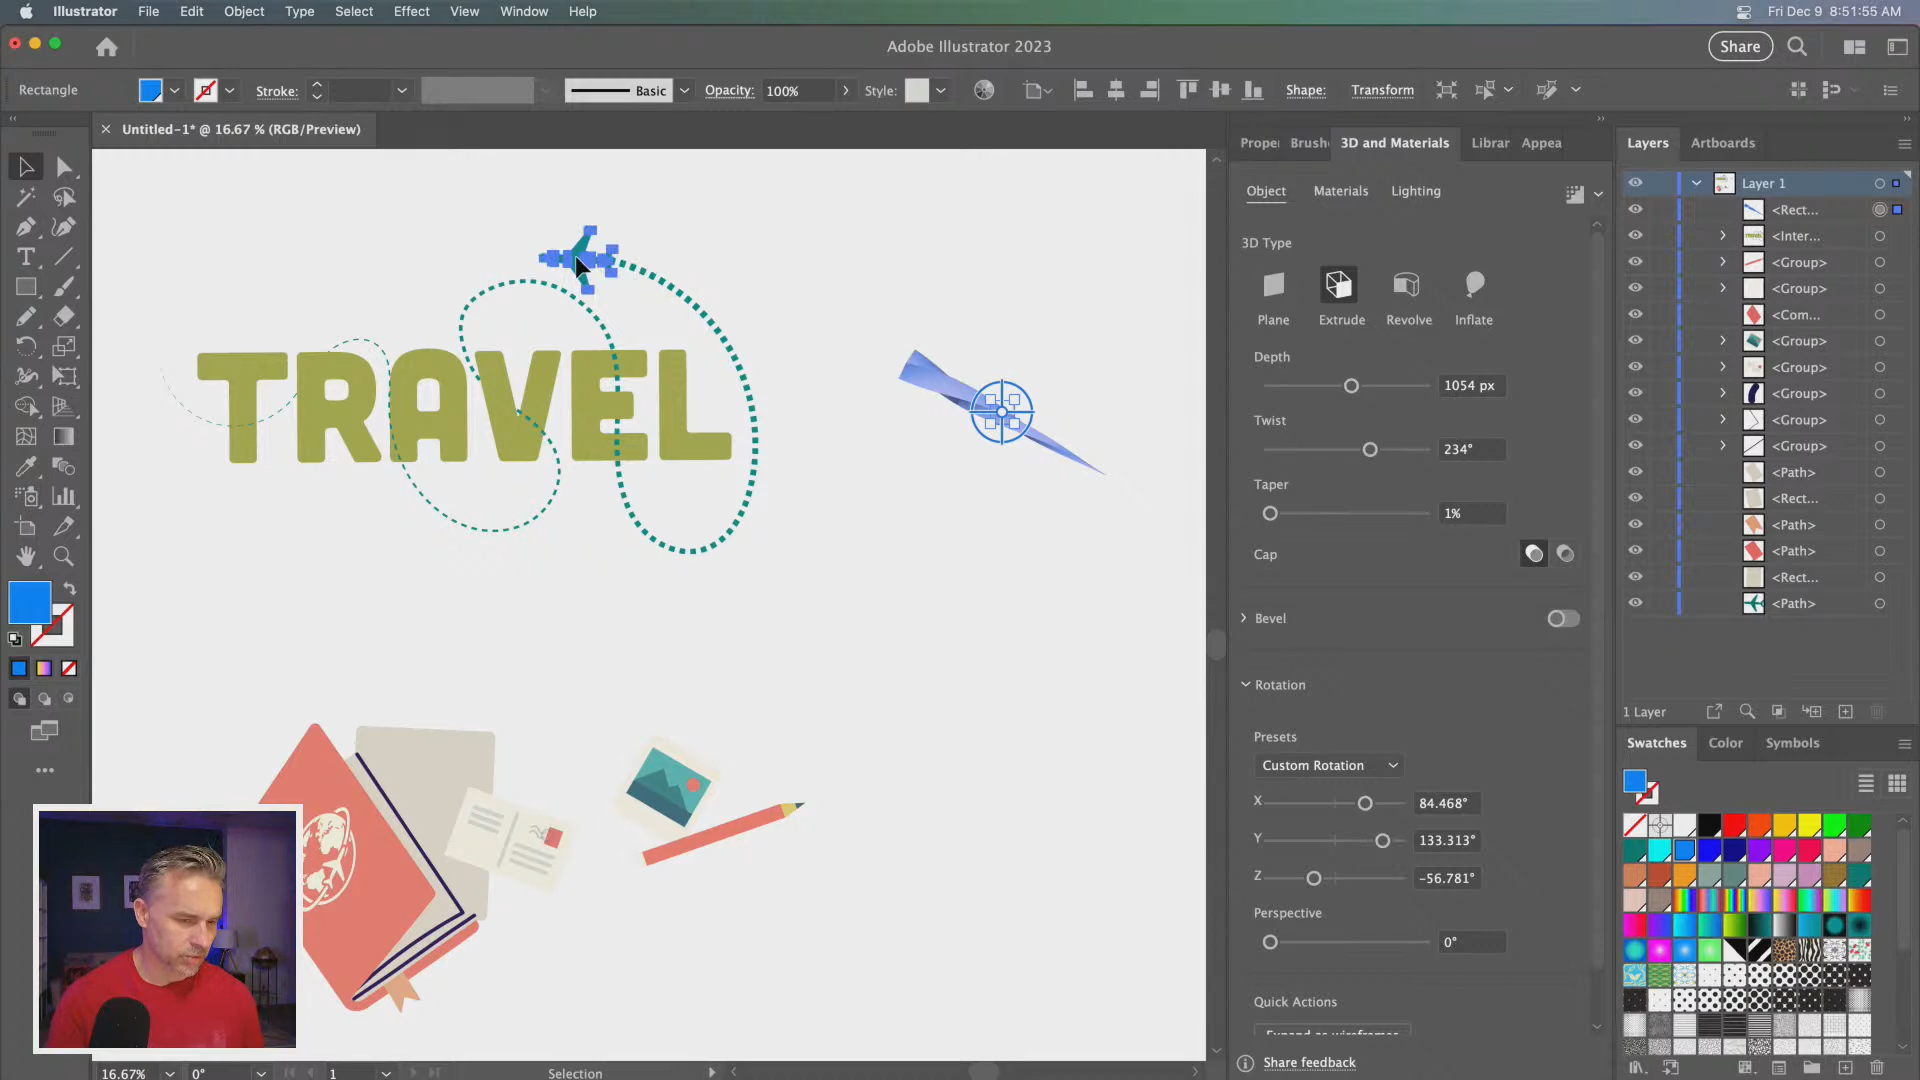 Illustrator File Edit Object Type Select Effect View Window Help
Fri Dec 9 8:51:55 AM
Adobe Illustrator 2023
Share
Rectangle Stroke: Basic Opacity: 100% Style: Shape: Transform
Untitled-1* @ 16.67 % (RGB/Preview)
Prope Brushe 3D and Materials Librar Appea
Layers Artboards
Object Materials Lighting
Layer 1
<Rect...
<Inter...
<Group>
<Group>
<Com...
<Group>
<Group>
<Group>
<Group>
<Group>
<Path>
<Rect...
<Path>
<Path>
<Rect...
<Path>
3D Type
Plane Extrude Revolve Inflate
Depth
1054 px
Twist
234°
Taper
1%
Cap
Bevel
Rotation
Presets
Custom Rotation
X 84.468°
Y 133.313°
Z -56.781°
Perspective
0°
Quick Actions
Expand as wireframes
Share feedback
1 Layer
Swatches Color Symbols
TRAVEL
16.67% 0° 1 Selection